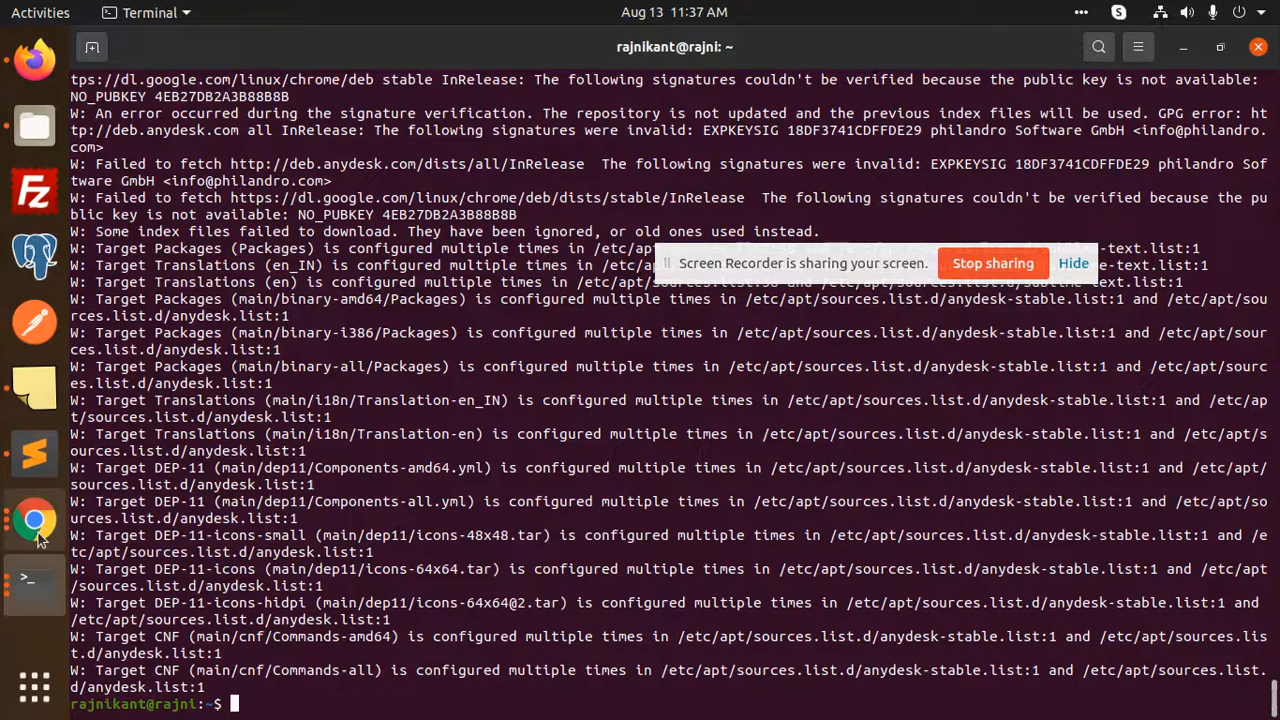 Activities
Terminal
Aug 13 11:37 AM
rajnikant@rajni: ~
tps://dl.google.com/linux/chrome/deb stable InRelease: The following signatures couldn't be verified because the public key is not available:
NO_PUBKEY 4EB27DB2A3B88B8B
W: An error occurred during the signature verification. The repository is not updated and the previous index files will be used. GPG error: ht
tp://deb.anydesk.com all InRelease: The following signatures were invalid: EXPKEYSIG 18DF3741CDFFDE29 philandro Software GmbH <info@philandro.
com>
W: Failed to fetch http://deb.anydesk.com/dists/all/InRelease  The following signatures were invalid: EXPKEYSIG 18DF3741CDFFDE29 philandro Sof
tware GmbH <info@philandro.com>
W: Failed to fetch https://dl.google.com/linux/chrome/deb/dists/stable/InRelease  The following signatures couldn't be verified because the pu
blic key is not available: NO_PUBKEY 4EB27DB2A3B88B8B
W: Some index files failed to download. They have been ignored, or old ones used instead.
W: Target Packages (Packages) is configured multiple times in /etc/ap -text.list:1
W: Target Translations (en_IN) is configured multiple times in /etc/a -text.list:1
W: Target Translations (en) is configured multiple times in /etc/apt/ text.list:1
Screen Recorder is sharing your screen.
Stop sharing
Hide
W: Target Packages (main/binary-amd64/Packages) is configured multiple times in /etc/apt/sources.list.d/anydesk-stable.list:1 and /etc/apt/sou
rces.list.d/anydesk.list:1
W: Target Packages (main/binary-i386/Packages) is configured multiple times in /etc/apt/sources.list.d/anydesk-stable.list:1 and /etc/apt/sour
ces.list.d/anydesk.list:1
W: Target Packages (main/binary-all/Packages) is configured multiple times in /etc/apt/sources.list.d/anydesk-stable.list:1 and /etc/apt/sourc
es.list.d/anydesk.list:1
W: Target Translations (main/i18n/Translation-en_IN) is configured multiple times in /etc/apt/sources.list.d/anydesk-stable.list:1 and /etc/ap
t/sources.list.d/anydesk.list:1
W: Target Translations (main/i18n/Translation-en) is configured multiple times in /etc/apt/sources.list.d/anydesk-stable.list:1 and /etc/apt/s
ources.list.d/anydesk.list:1
W: Target DEP-11 (main/dep11/Components-amd64.yml) is configured multiple times in /etc/apt/sources.list.d/anydesk-stable.list:1 and /etc/apt/
sources.list.d/anydesk.list:1
W: Target DEP-11 (main/dep11/Components-all.yml) is configured multiple times in /etc/apt/sources.list.d/anydesk-stable.list:1 and /etc/apt/so
urces.list.d/anydesk.list:1
W: Target DEP-11-icons-small (main/dep11/icons-48x48.tar) is configured multiple times in /etc/apt/sources.list.d/anydesk-stable.list:1 and /e
tc/apt/sources.list.d/anydesk.list:1
W: Target DEP-11-icons (main/dep11/icons-64x64.tar) is configured multiple times in /etc/apt/sources.list.d/anydesk-stable.list:1 and /etc/apt
/sources.list.d/anydesk.list:1
W: Target DEP-11-icons-hidpi (main/dep11/icons-64x64@2.tar) is configured multiple times in /etc/apt/sources.list.d/anydesk-stable.list:1 and
/etc/apt/sources.list.d/anydesk.list:1
W: Target CNF (main/cnf/Commands-amd64) is configured multiple times in /etc/apt/sources.list.d/anydesk-stable.list:1 and /etc/apt/sources.lis
t.d/anydesk.list:1
W: Target CNF (main/cnf/Commands-all) is configured multiple times in /etc/apt/sources.list.d/anydesk-stable.list:1 and /etc/apt/sources.list.
d/anydesk.list:1
rajnikant@rajni:~$